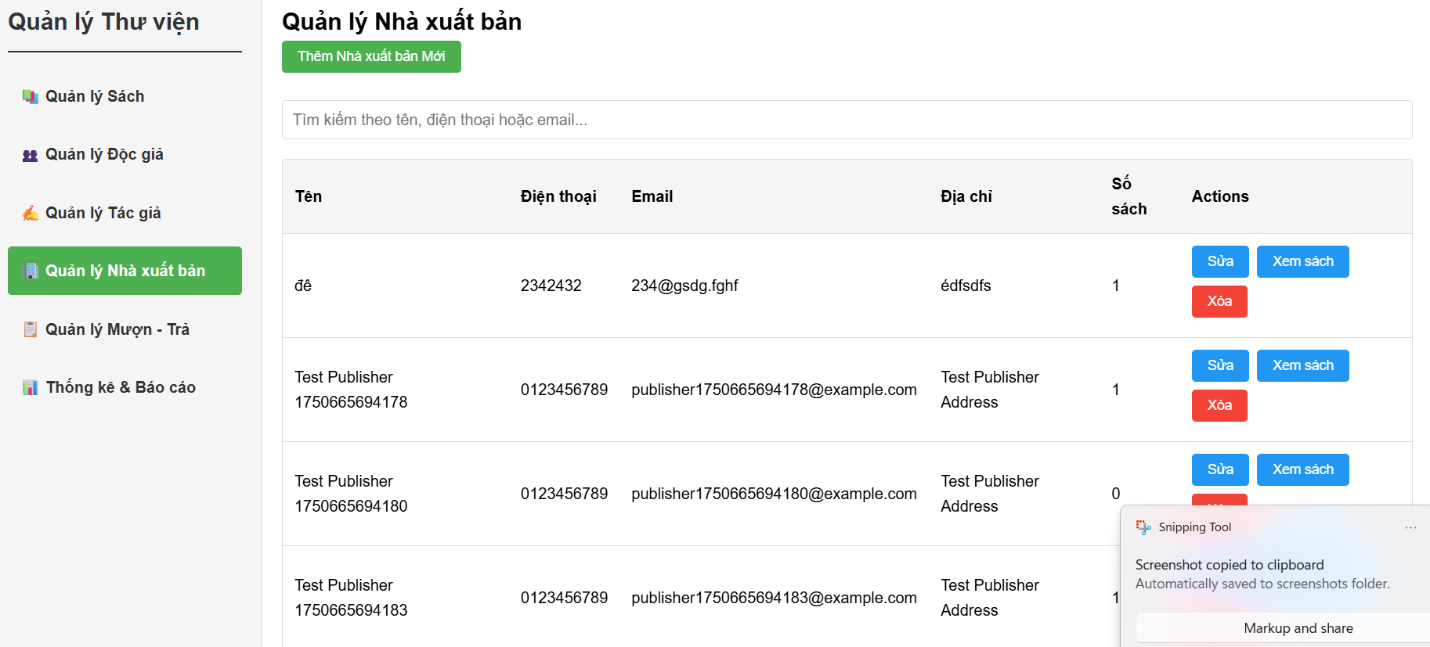 Quản lý Thư viện
Quản lý Sách
Quản lý Độc giả
Quản lý Tác giả
Quản lý Nhà xuất bản
Quản lý Mượn - Trả
Thống kê & Báo cáo
Quản lý Nhà xuất bản
Thêm Nhà xuất bản Mới
Tìm kiếm theo tên, điện thoại hoặc email...
Tên Điện thoại Email Địa chỉ Số sách Actions
đê 2342432 234@gsdg.fghf édfsdfs 1 Sửa Xem sách
Xóa
Test Publisher 1750665694178 0123456789 publisher1750665694178@example.com Test Publisher Address 1 Sửa Xem sách
Xóa
Test Publisher 1750665694180 0123456789 publisher1750665694180@example.com Test Publisher Address 0 Sửa Xem sách
Test Publisher 1750665694183 0123456789 publisher1750665694183@example.com Test Publisher Address 1
Snipping Tool
Screenshot copied to clipboard
Automatically saved to screenshots folder.
Markup and share